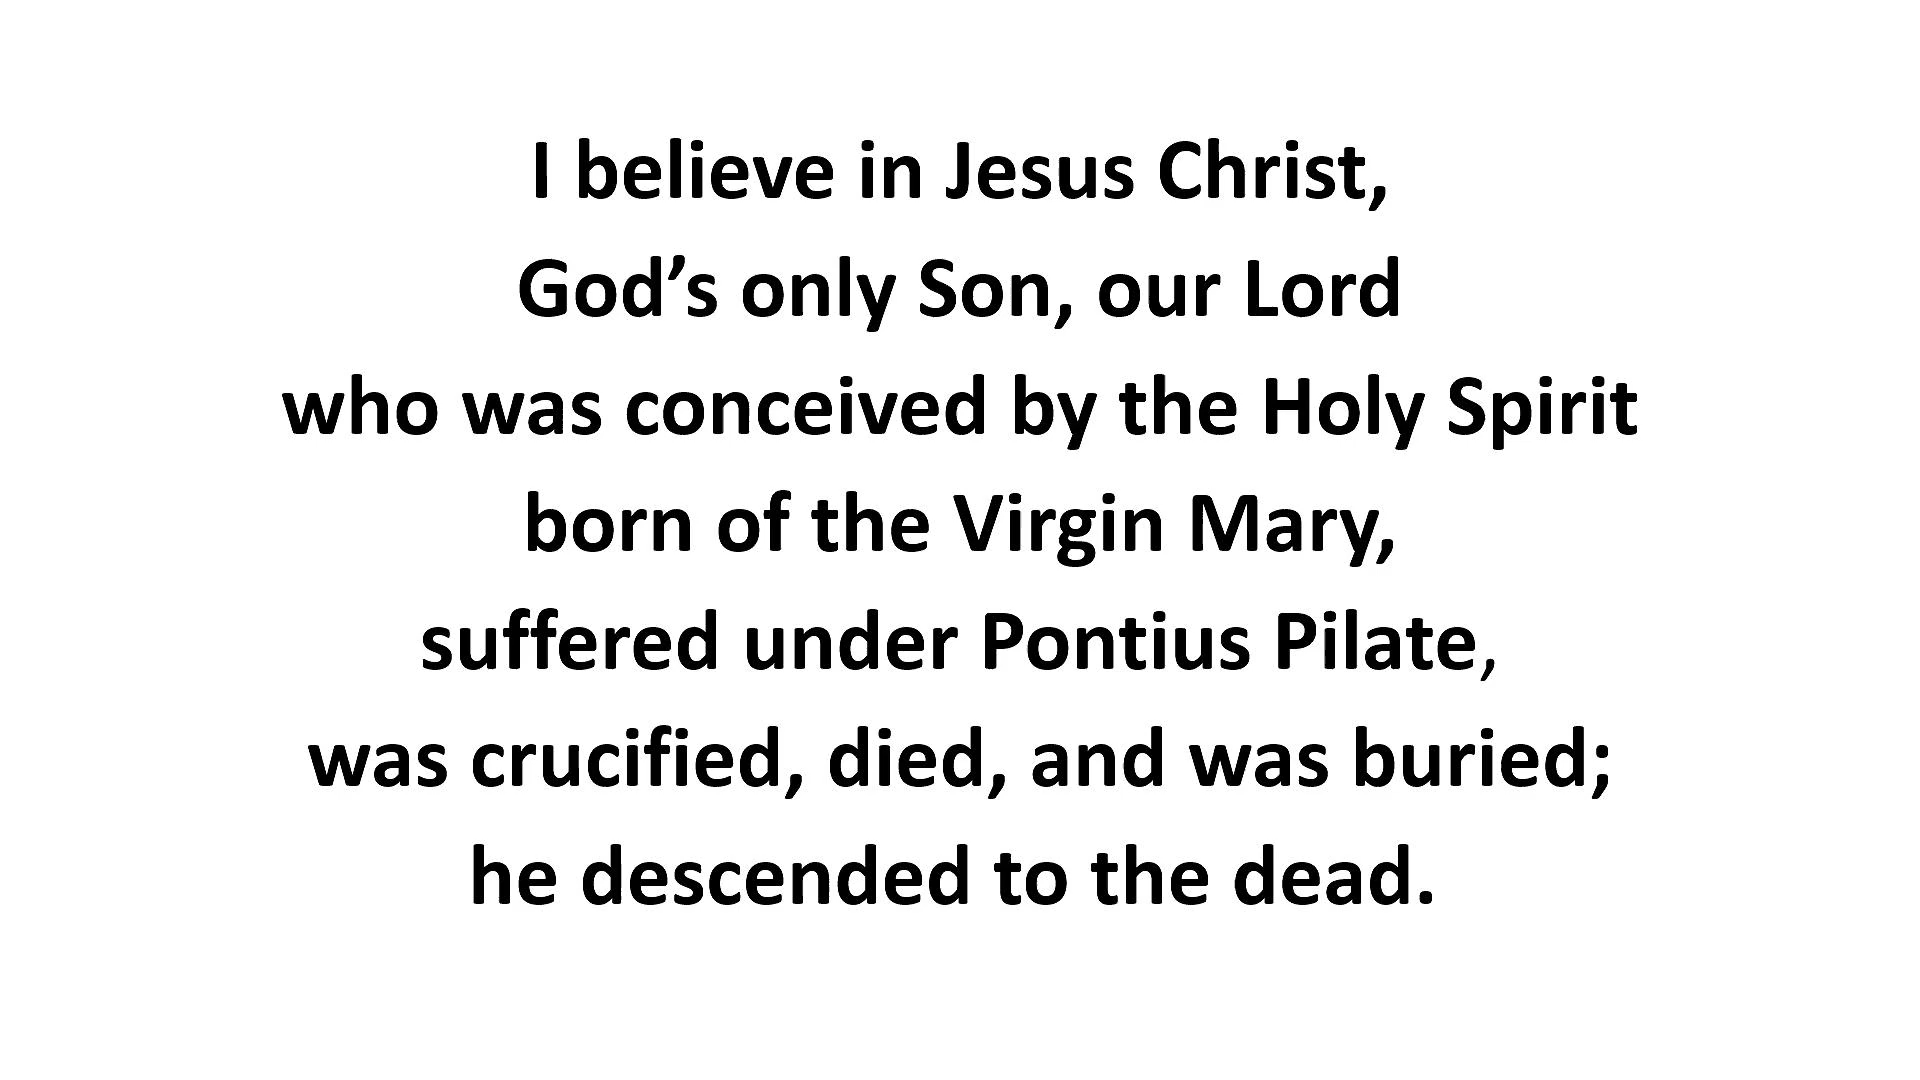 I believe in Jesus Christ,
God’s only Son, our Lord
who was conceived by the Holy Spirit
born of the Virgin Mary,
suffered under Pontius Pilate,
was crucified, died, and was buried;
he descended to the dead.